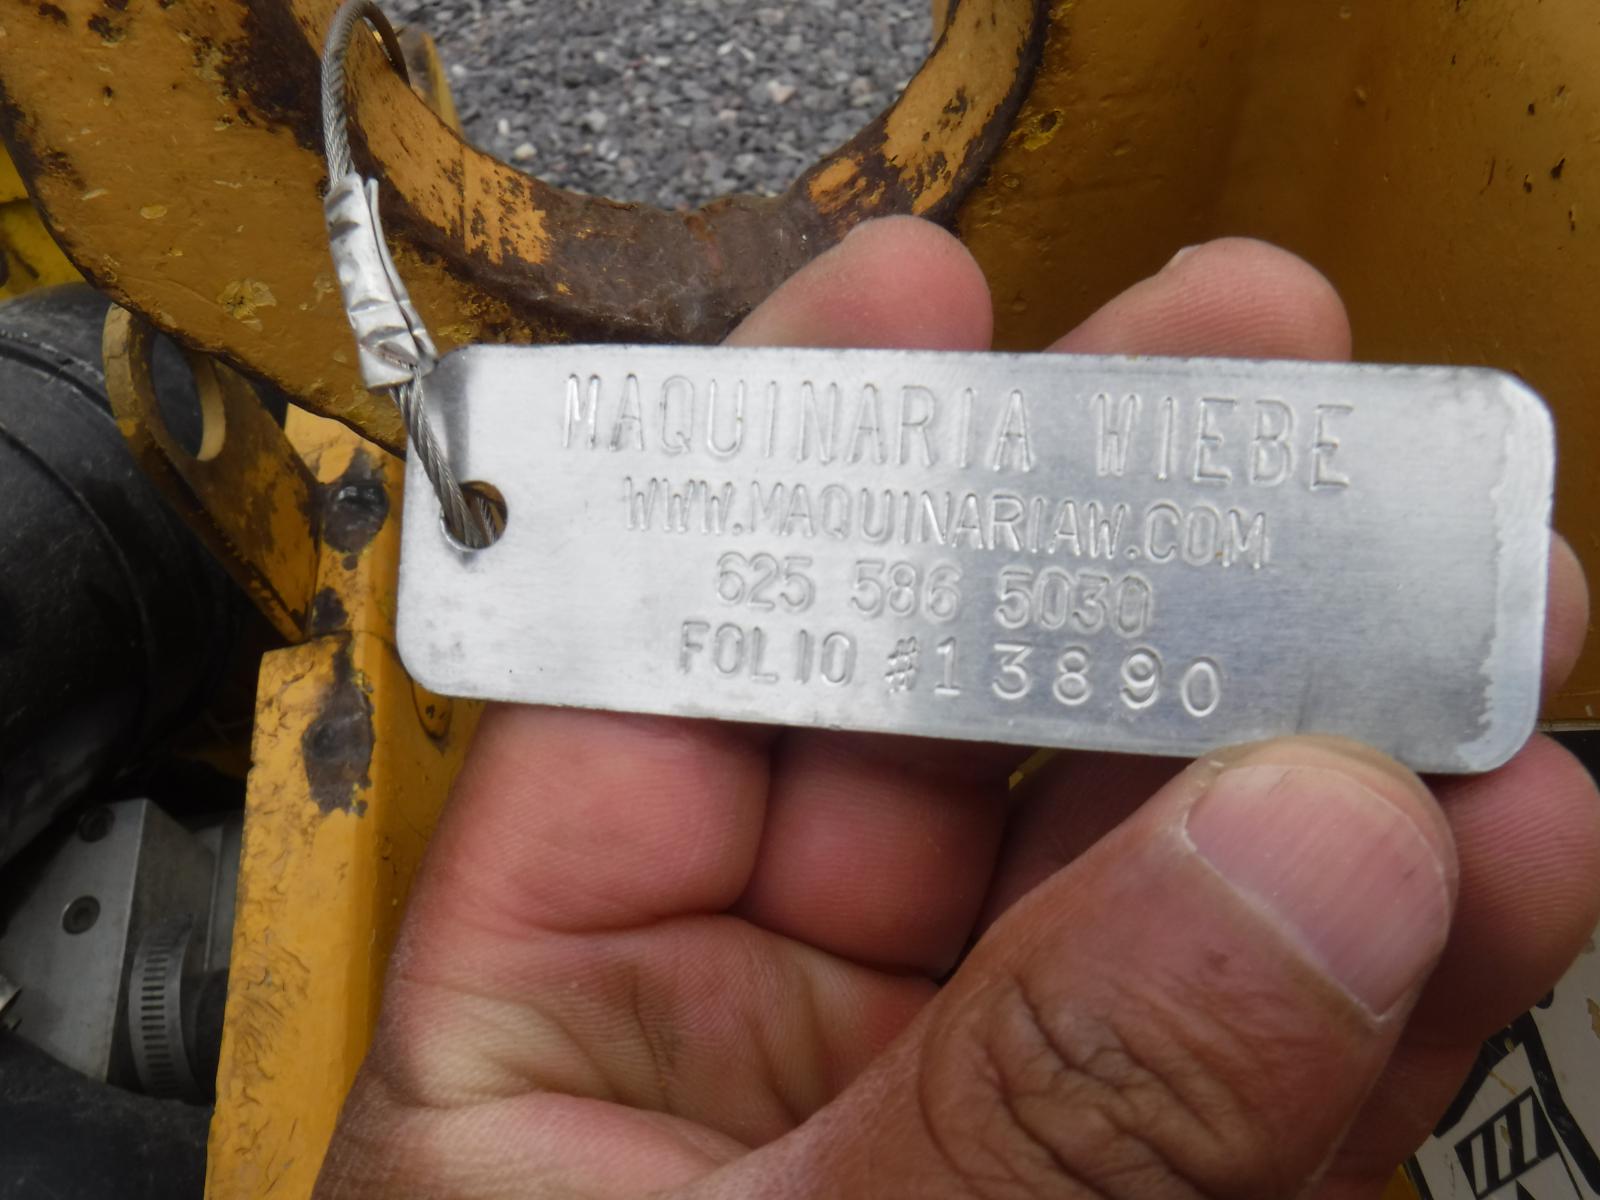 MAQUINARIA WIEBE
WWW.MAQUINARIAW.COM
625 586 5030
FOLIO #13890